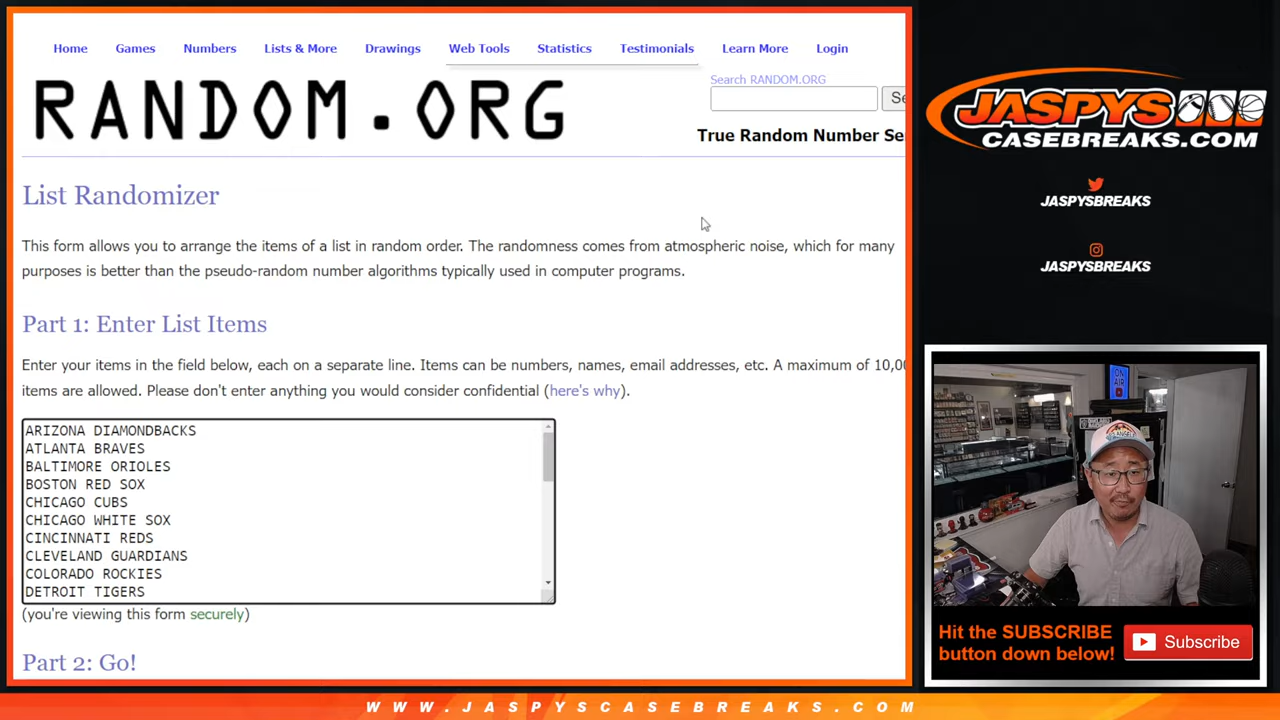 Home Games Numbers Lists & More Drawings Web Tools Statistics Testimonials Learn More Login
RANDOM.ORG
Search RANDOM.ORG
Se
True Random Number Se
List Randomizer
This form allows you to arrange the items of a list in random order. The randomness comes from atmospheric noise, which for many
purposes is better than the pseudo-random number algorithms typically used in computer programs.
Part 1: Enter List Items
Enter your items in the field below, each on a separate line. Items can be numbers, names, email addresses, etc. A maximum of 10,00
items are allowed. Please don't enter anything you would consider confidential (here's why).
ARIZONA DIAMONDBACKS
ATLANTA BRAVES
BALTIMORE ORIOLES
BOSTON RED SOX
CHICAGO CUBS
CHICAGO WHITE SOX
CINCINNATI REDS
CLEVELAND GUARDIANS
COLORADO ROCKIES
DETROIT TIGERS
(you're viewing this form securely)
Part 2: Go!
JASPYS
CASEBREAKS.COM
JASPYSBREAKS
JASPYSBREAKS
ON
AIR
Hit the SUBSCRIBE
button down below!
Subscribe
WWW.JASPYSCASEBREAKS.COM